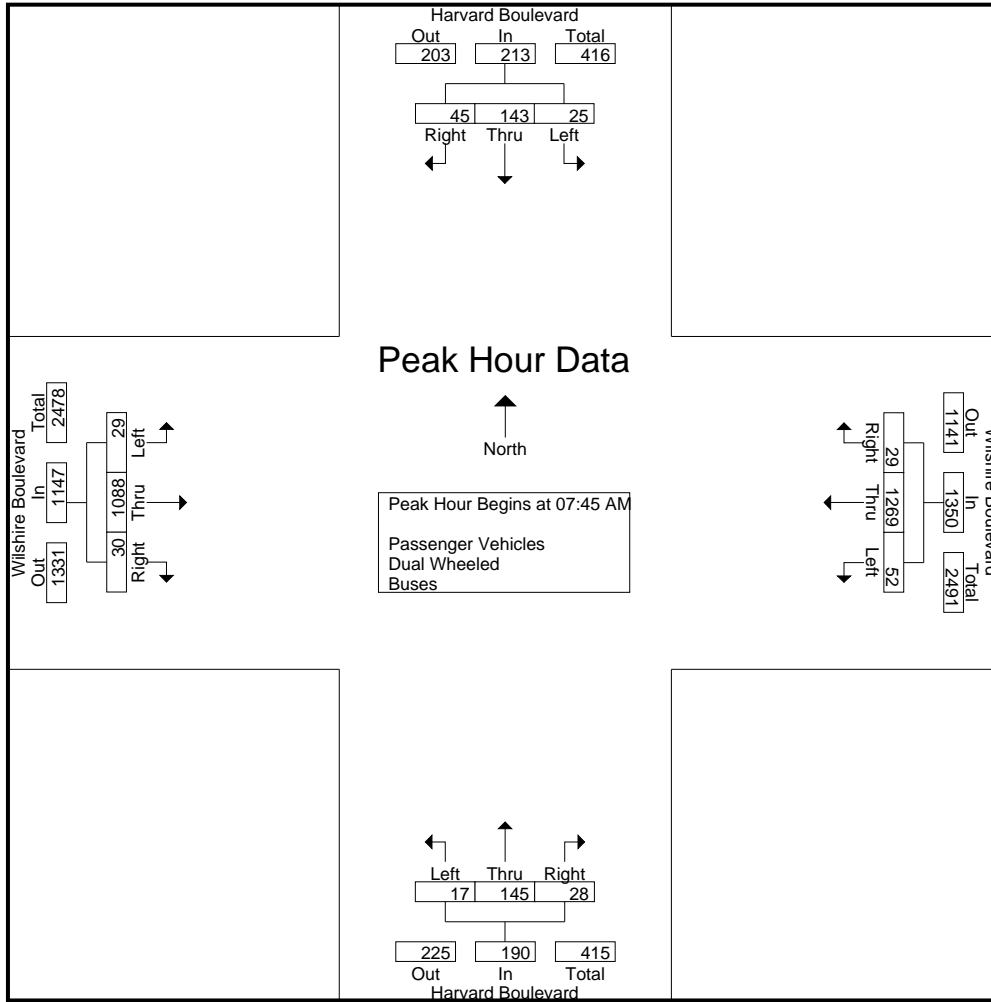 Harvard Boulevard
Out In Total
203 213 416
45 143 25
Right Thru Left
Peak Hour Data
North
Peak Hour Begins at 07:45 AM
Passenger Vehicles
Dual Wheeled
Buses
Wilshire Boulevard
Out In Total
1331 1147 2478
30 1088 29
Right Thru Left
Wilshire Boulevard
Out In Total
1141 1350 2491
29 1269 52
Right Thru Left
Left Thru Right
17 145 28
225 190 415
Out In Total
Harvard Boulevard